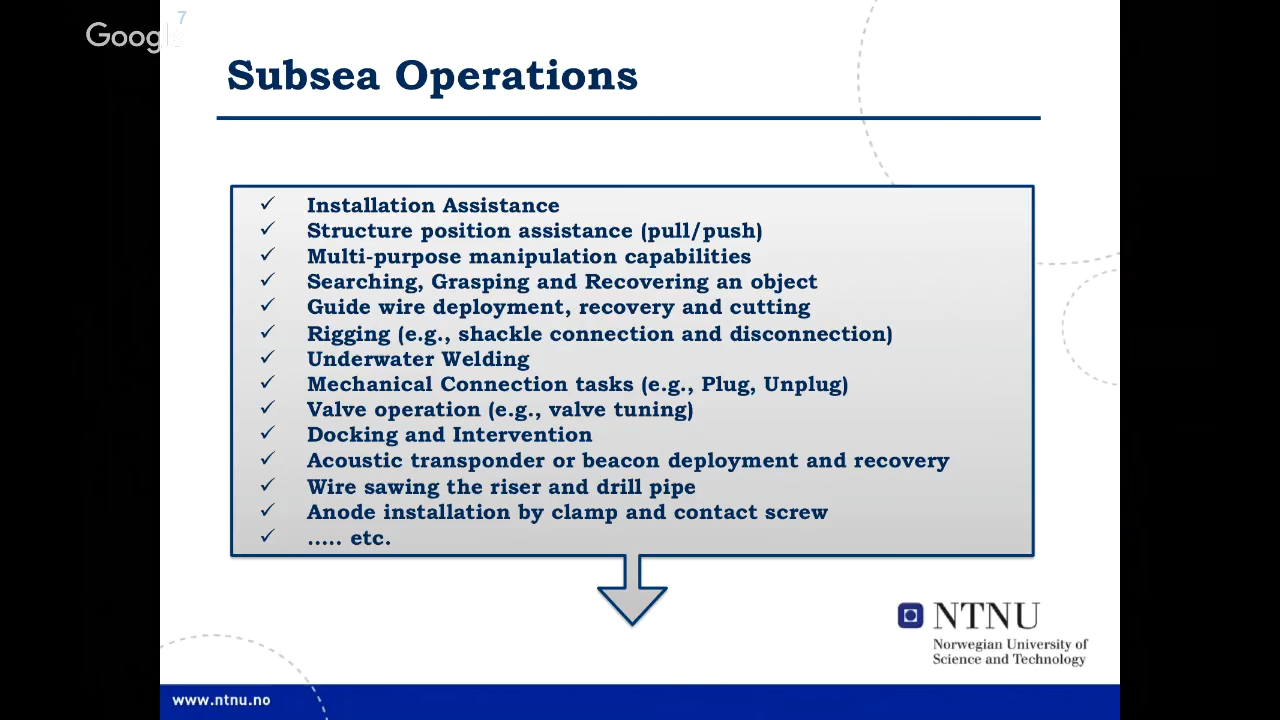 7
Google
Subsea Operations
✓ Installation Assistance
✓ Structure position assistance (pull/push)
✓ Multi-purpose manipulation capabilities
✓ Searching, Grasping and Recovering an object
✓ Guide wire deployment, recovery and cutting
✓ Rigging (e.g., shackle connection and disconnection)
✓ Underwater Welding
✓ Mechanical Connection tasks (e.g., Plug, Unplug)
✓ Valve operation (e.g., valve tuning)
✓ Docking and Intervention
✓ Acoustic transponder or beacon deployment and recovery
✓ Wire sawing the riser and drill pipe
✓ Anode installation by clamp and contact screw
✓ ..... etc.
NTNU
Norwegian University of
Science and Technology
www.ntnu.no